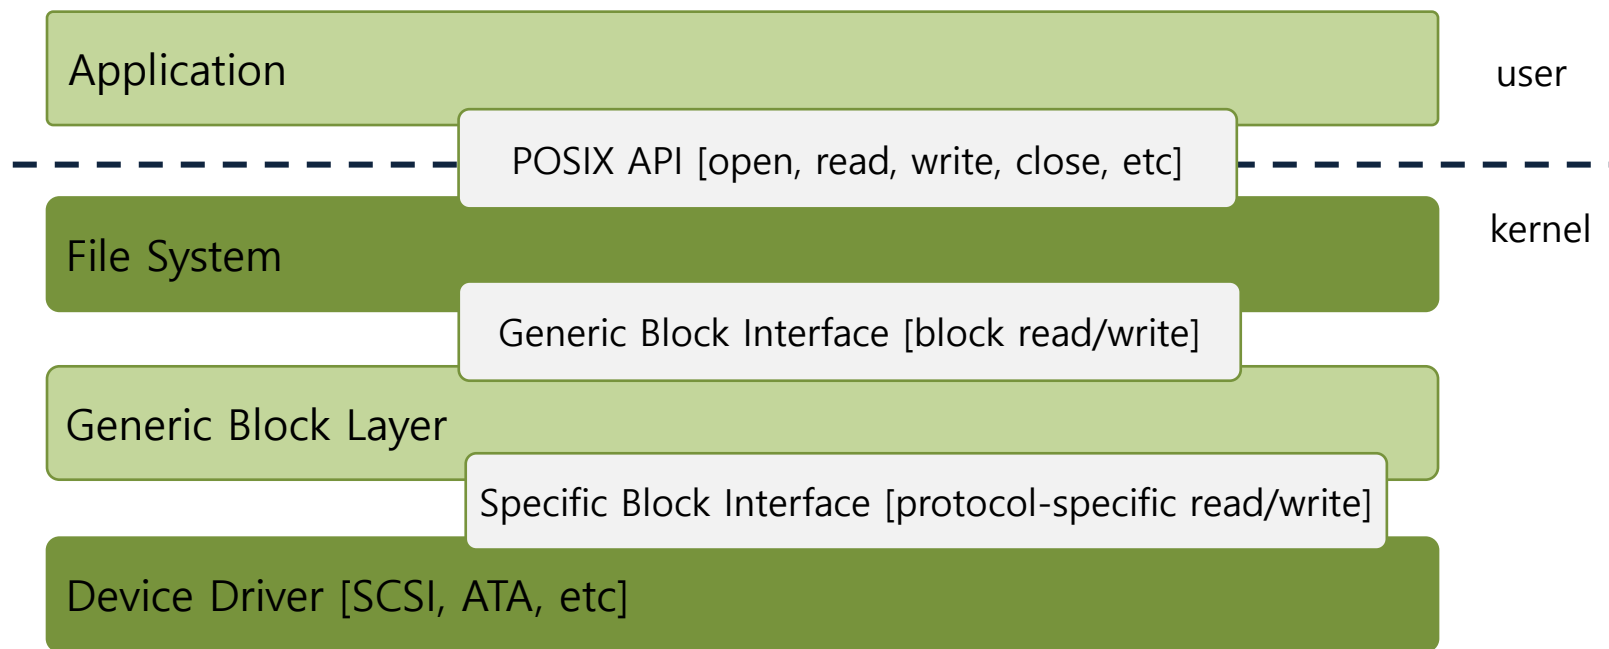 Application
user
POSIX API [open, read, write, close, etc]
kernel
File System
Generic Block Interface [block read/write]
Generic Block Layer
Specific Block Interface [protocol-specific read/write]
Device Driver [SCSI, ATA, etc]